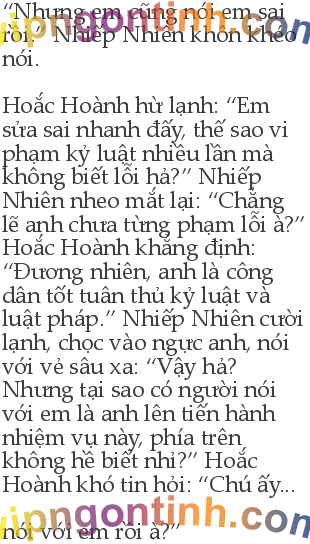 “Nhưng em cũng nói em sai
rồi.” Nhiếp Nhiên khôn khéo
nói.
Hoắc Hoành hừ lạnh: “Em
sửa sai nhanh đấy, thế sao vi
phạm kỷ luật nhiều lần mà
không biết lỗi hả?” Nhiếp
Nhiên nheo mắt lại: “Chẳng
lẽ anh chưa từng phạm lỗi à?”
Hoắc Hoành khẳng định:
“Đương nhiên, anh là công
dân tốt tuân thủ kỷ luật và
luật pháp.” Nhiếp Nhiên cười
lạnh, chọc vào ngực anh, nói
với vẻ sâu xa: “Vậy hả?
Nhưng tại sao có người nói
với em là anh lên tiến hành
nhiệm vụ này, phía trên
không hề biết nhỉ?” Hoắc
Hoành khó tin hỏi: “Chú ấy...
nói với em rồi à?”
vipngontinh.com
vipngontinh.com